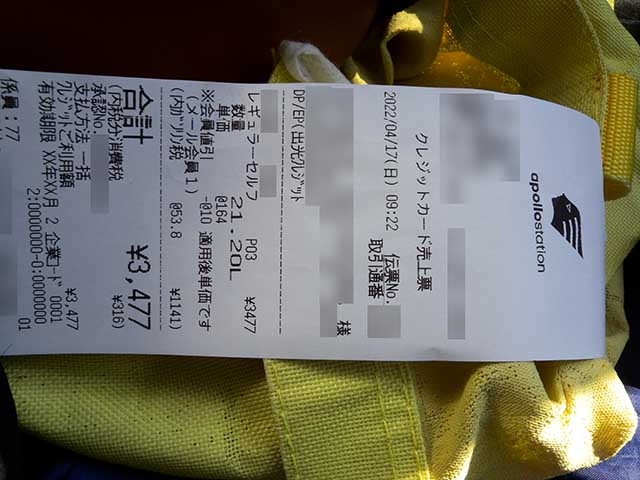 apollostation
クレジットカード売上票
2022/04/17(日) 09:22
伝票No.
取引通番
様
DP/EP(出光クレジット
レギュラーセルフ P03 ¥3477
数量 21.20L
単価 @164
※会員値引 -010 適用後単価です
(メール会員1)
(内ガソリン税 @53.8 ¥1141)
合計 ¥3,477
(内税分消費税 ¥316)
承認No.
支払方法 一括
クレジットご利用額 ¥3,477
有効期限 XX年XX月 2 企業コード 0001
2:0000000-0:0000000
係員:77 01